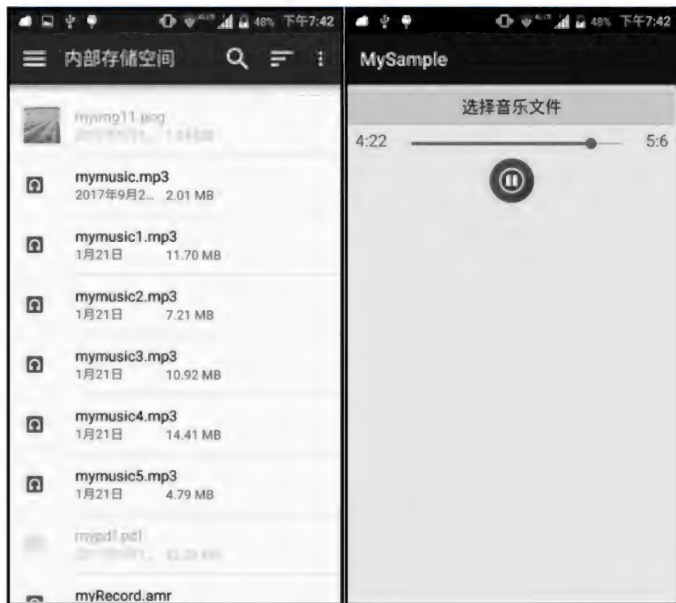 48% 下午7:42
内部存储空间
mymusic.mp3
2017年9月2... 2.01 MB
mymusic1.mp3
1月21日 11.70 MB
mymusic2.mp3
1月21日 7.21 MB
mymusic3.mp3
1月21日 10.92 MB
mymusic4.mp3
1月21日 14.41 MB
mymusic5.mp3
1月21日 4.79 MB
myRecord.amr
48% 下午7:42
MySample
选择音乐文件
4:22 5:6